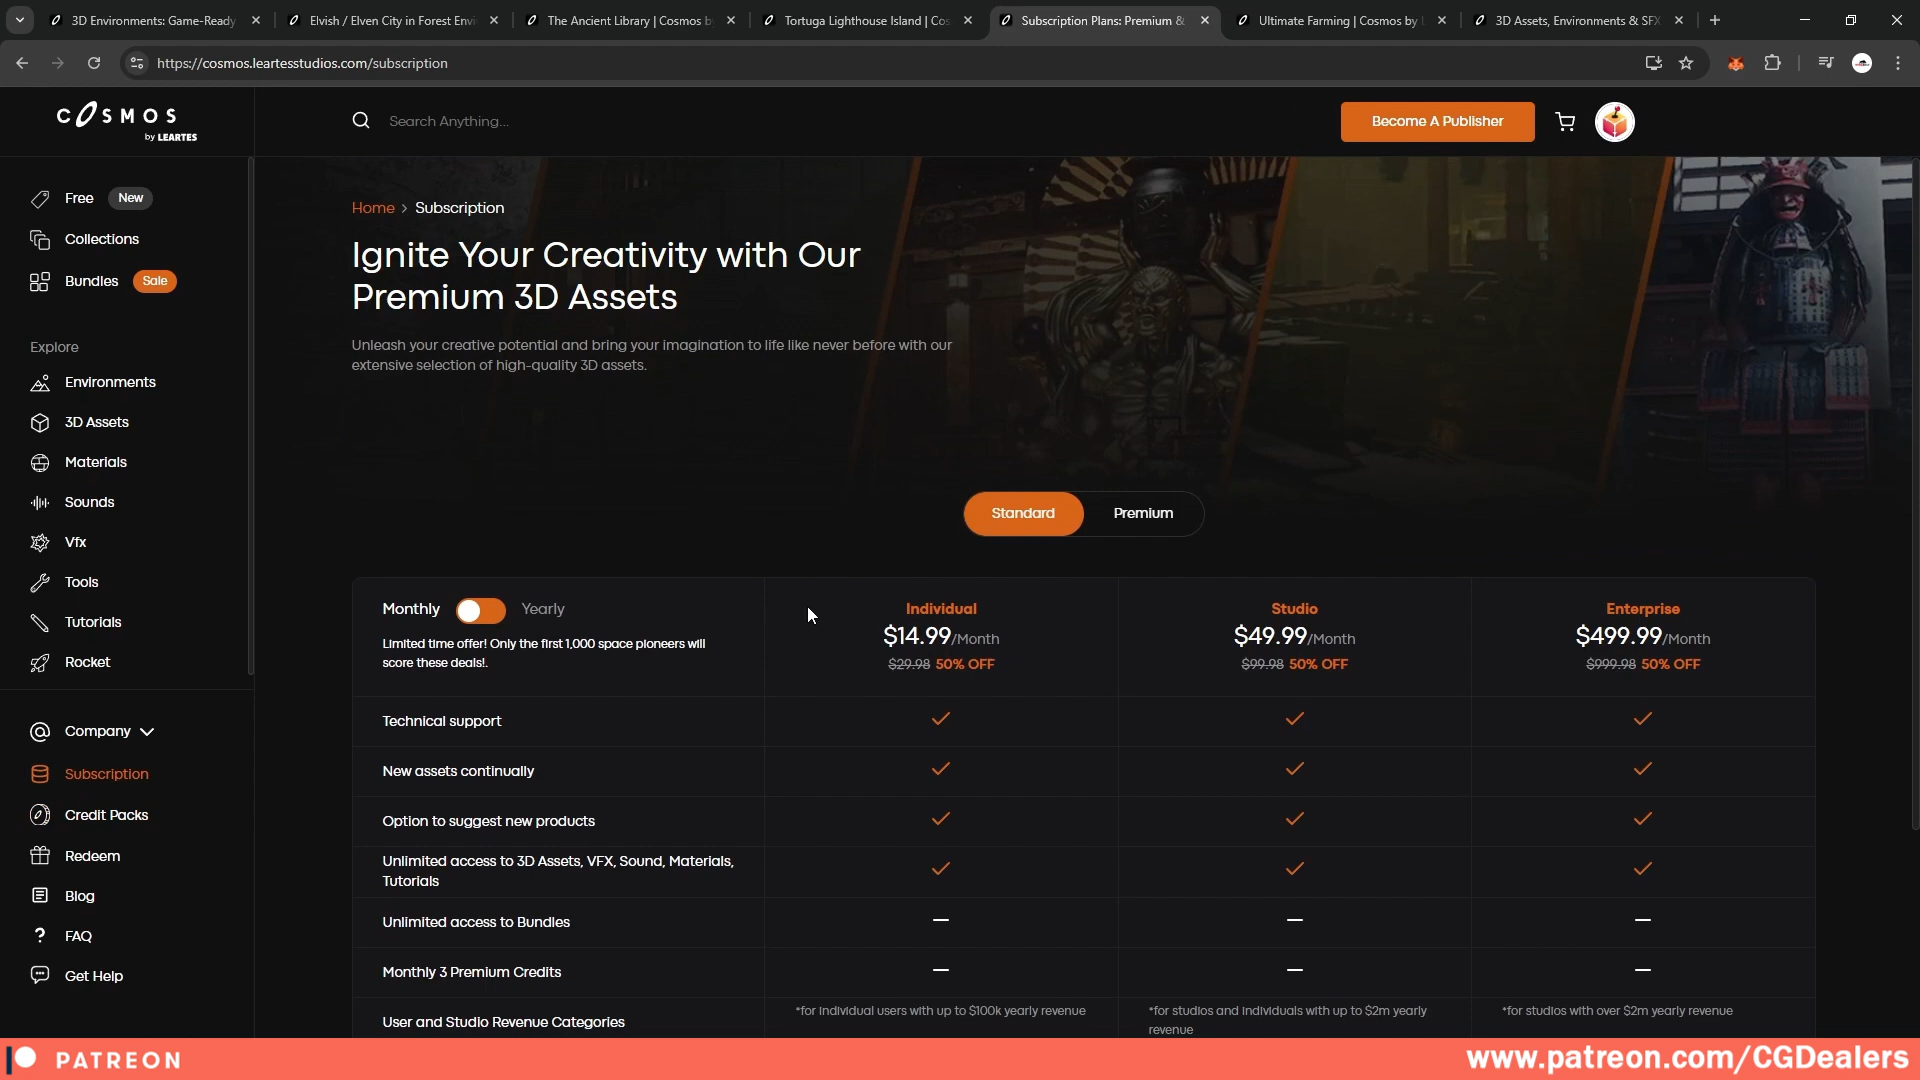 3D Environments: Game-Ready
Elvish / Elven City in Forest Envi
The Ancient Library | Cosmos b
Tortuga Lighthouse Island | Cos
Subscription Plans: Premium &
Ultimate Farming | Cosmos by L
3D Assets, Environments & SFX
https://cosmos.leartesstudios.com/subscription
COSMOS
by LEARTES
Search Anything...
Become A Publisher
Free New
Collections
Bundles Sale
Explore
Environments
3D Assets
Materials
Sounds
Vfx
Tools
Tutorials
Rocket
Company
Subscription
Credit Packs
Redeem
Blog
FAQ
Get Help
Home > Subscription
Ignite Your Creativity with Our
Premium 3D Assets
Unleash your creative potential and bring your imagination to life like never before with our
extensive selection of high-quality 3D assets.
Standard Premium
Monthly Yearly
Limited time offer! Only the first 1,000 space pioneers will
score these deals!.
Individual
$14.99/Month
$29.98 50% OFF
Studio
$49.99/Month
$99.98 50% OFF
Enterprise
$499.99/Month
$999.98 50% OFF
Technical support
New assets continually
Option to suggest new products
Unlimited access to 3D Assets, VFX, Sound, Materials,
Tutorials
Unlimited access to Bundles
Monthly 3 Premium Credits
User and Studio Revenue Categories
*for individual users with up to $100k yearly revenue
*for studios and individuals with up to $2m yearly
revenue
*for studios with over $2m yearly revenue
PATREON
www.patreon.com/CGDealers